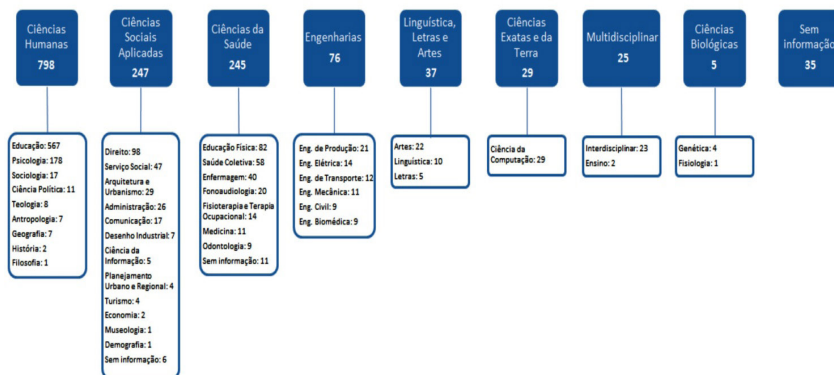 Ciências
Humanas
798
Ciências
Sociais
Aplicadas
247
Ciências da
Saúde
245
Engenharias
76
Linguística,
Letras e
Artes
37
Ciências
Exatas e da
Terra
29
Multidisciplinar
25
Ciências
Biológicas
5
Sem
informação
35
Educação: 567
Psicologia: 178
Sociologia: 17
Ciência Política: 11
Teologia: 8
Antropologia: 7
Geografia: 7
História: 2
Filosofia: 1
Direito: 98
Serviço Social: 47
Arquitetura e
Urbanismo: 29
Administração: 26
Comunicação: 17
Desenho Industrial: 7
Ciência da
Informação: 5
Planejamento
Urbano e Regional: 4
Turismo: 4
Economia: 2
Museologia: 1
Demografia: 1
Sem informação: 6
Educação Física: 82
Saúde Coletiva: 58
Enfermagem: 40
Fonoaudiologia: 20
Fisioterapia e Terapia
Ocupacional: 14
Medicina: 11
Odontologia: 9
Sem informação: 11
Eng. de Produção: 21
Eng. Elétrica: 14
Eng. de Transporte: 12
Eng. Mecânica: 11
Eng. Civil: 9
Eng. Biomédica: 9
Artes: 22
Linguística: 10
Letras: 5
Ciência da
Computação: 29
Interdisciplinar: 23
Ensino: 2
Genética: 4
Fisiologia: 1